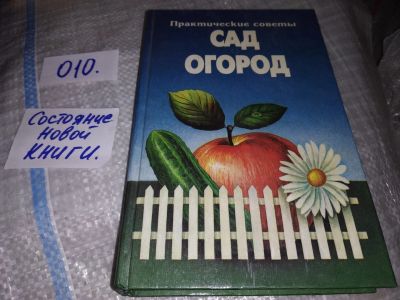 010.
Состояние
новой
книги.
Практические советы
САД
ОГОРОД